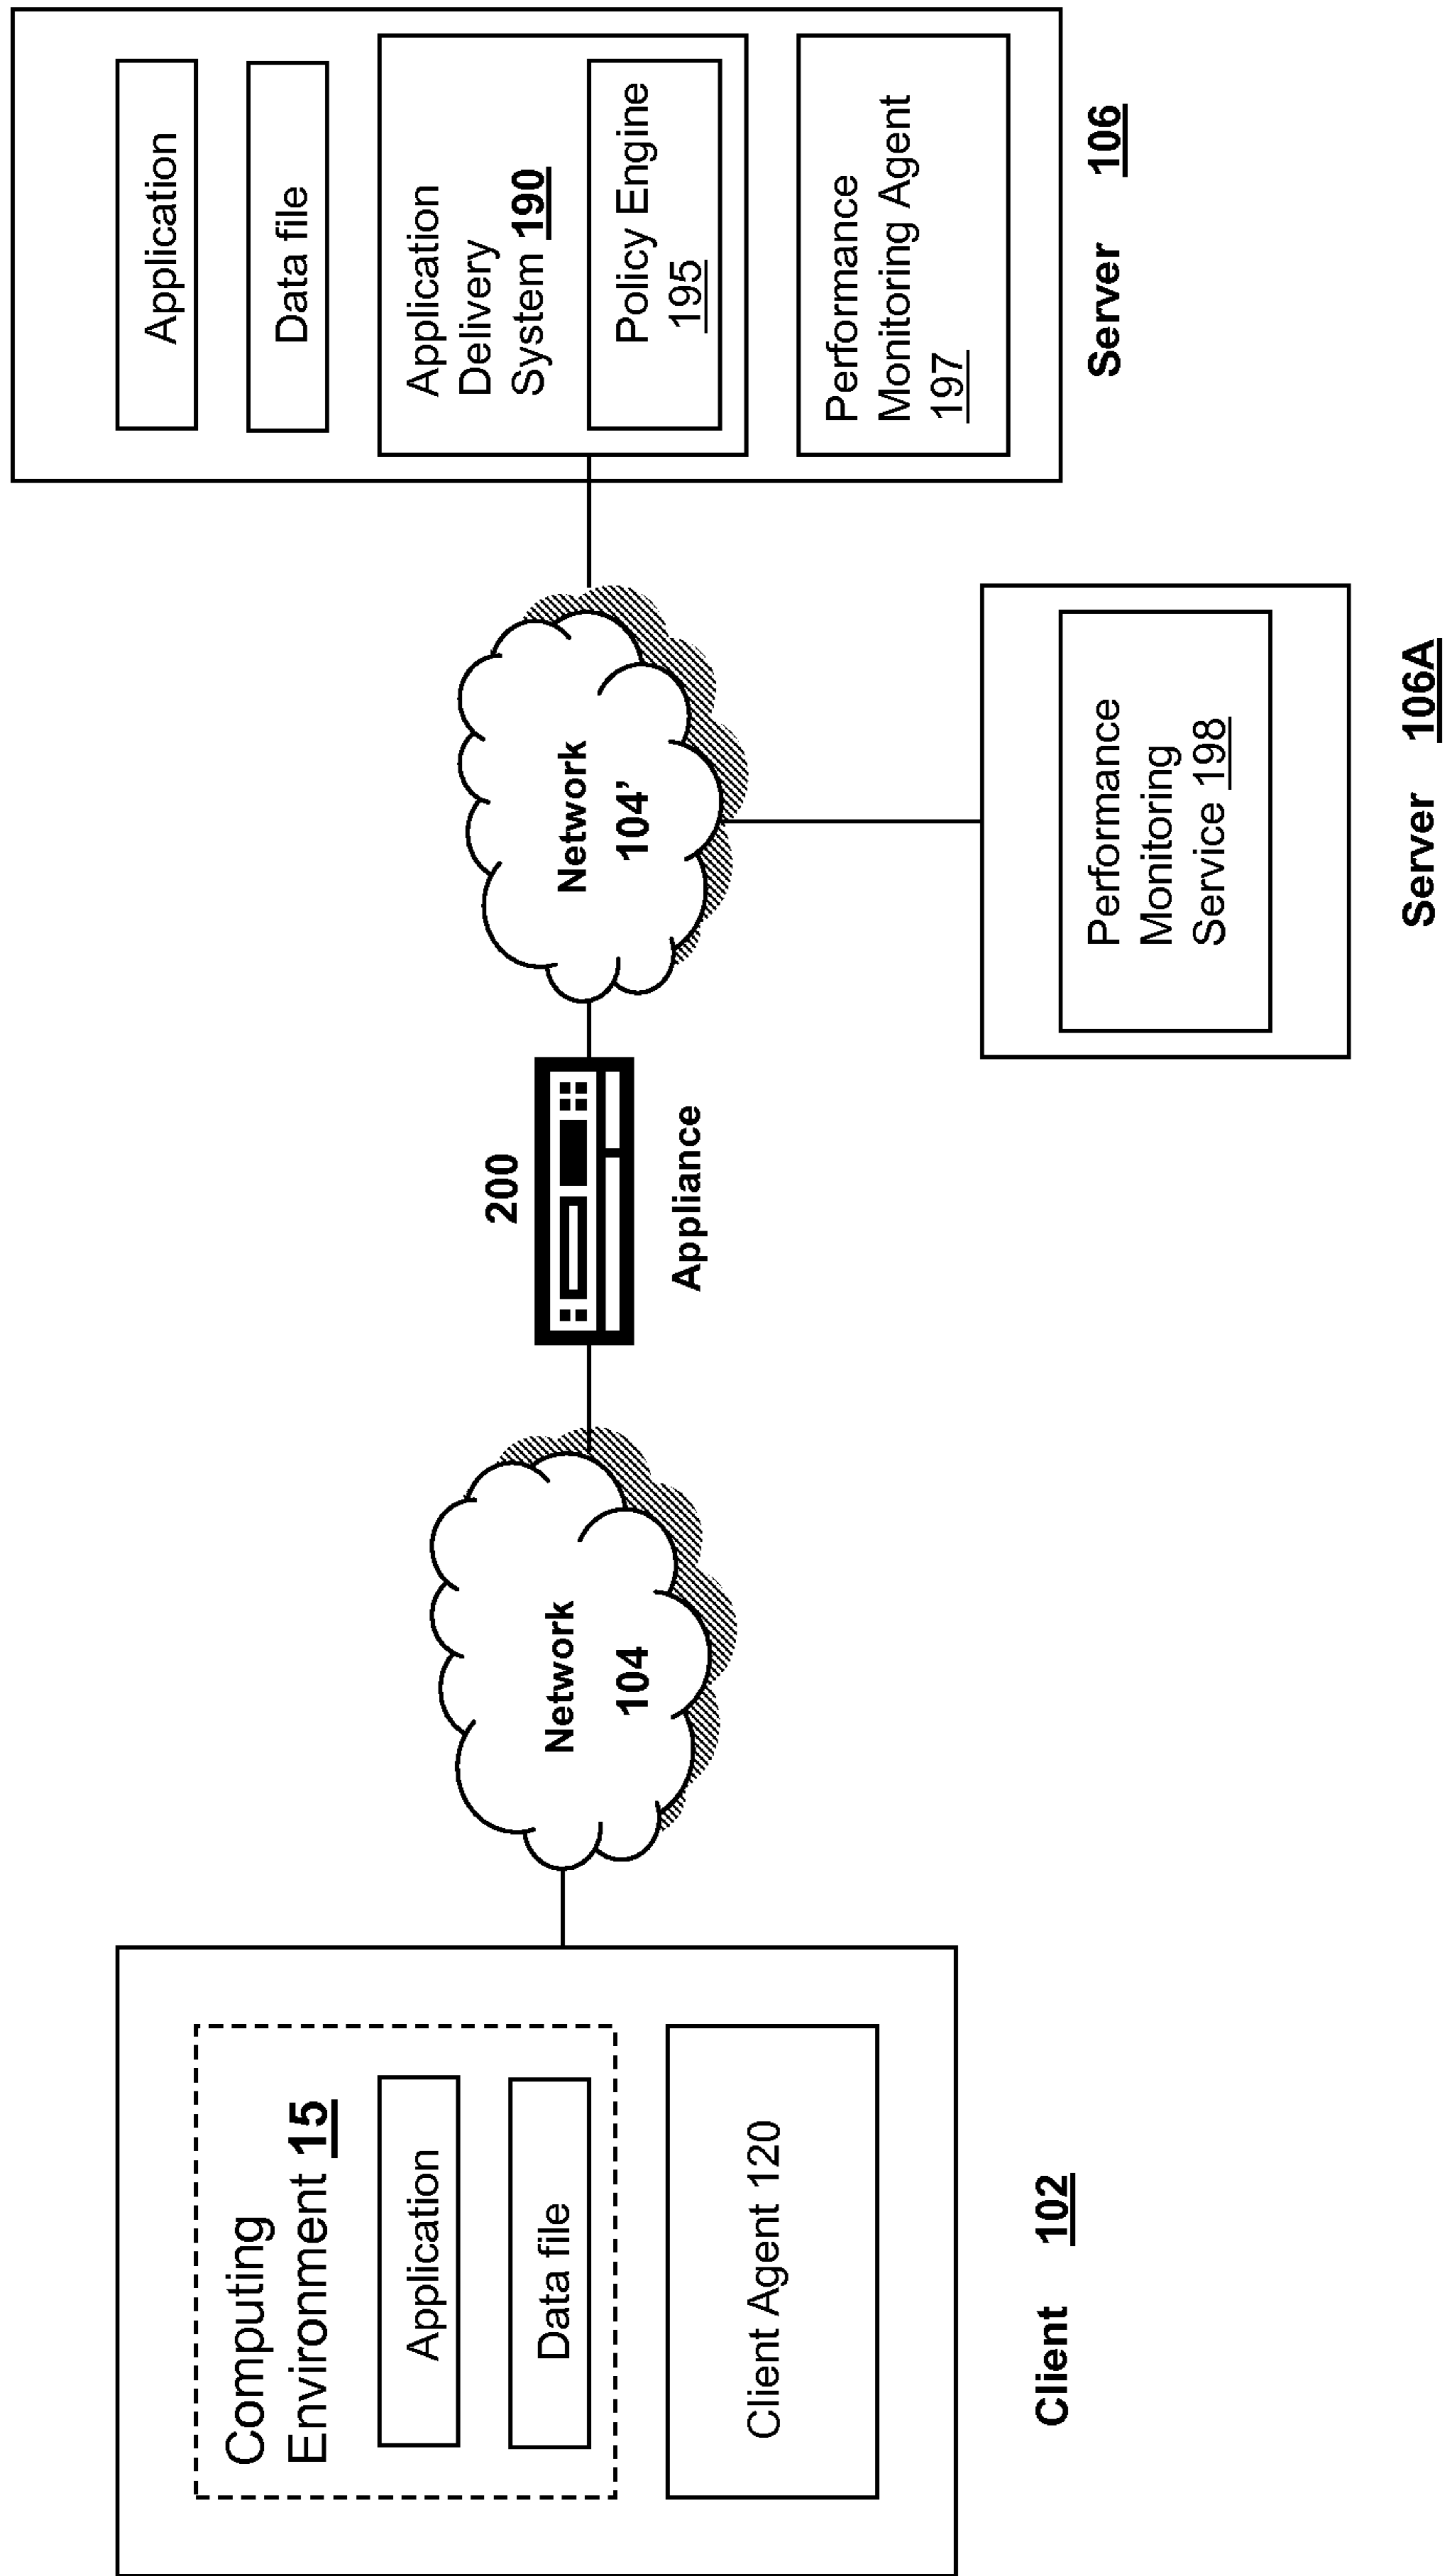 Computing
Environment 15
Application
Data file
Client Agent 120
Client 102
Network
104
200
Appliance
Network
104’
Performance
Monitoring
Service 198
Server 106A
Application
Data file
Application
Delivery
System 190
Policy Engine
195
Performance
Monitoring Agent
197
Server 106